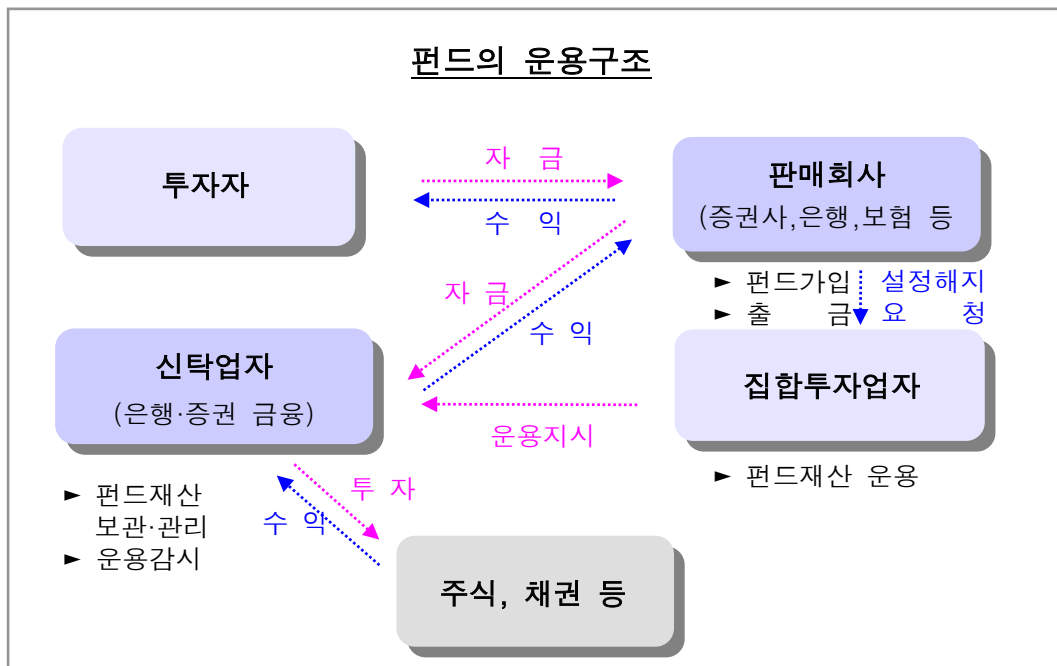 펀드의 운용구조
투자자
자 금
수 익
판매회사
(증권사,은행,보험 등
► 펀드가입
► 출 금
설정해지
요 청
자 금
수 익
신탁업자
(은행·증권 금융)
집합투자업자
운용지시
► 펀드재산 운용
► 펀드재산
보관·관리
► 운용감시
투 자
수 익
주식, 채권 등